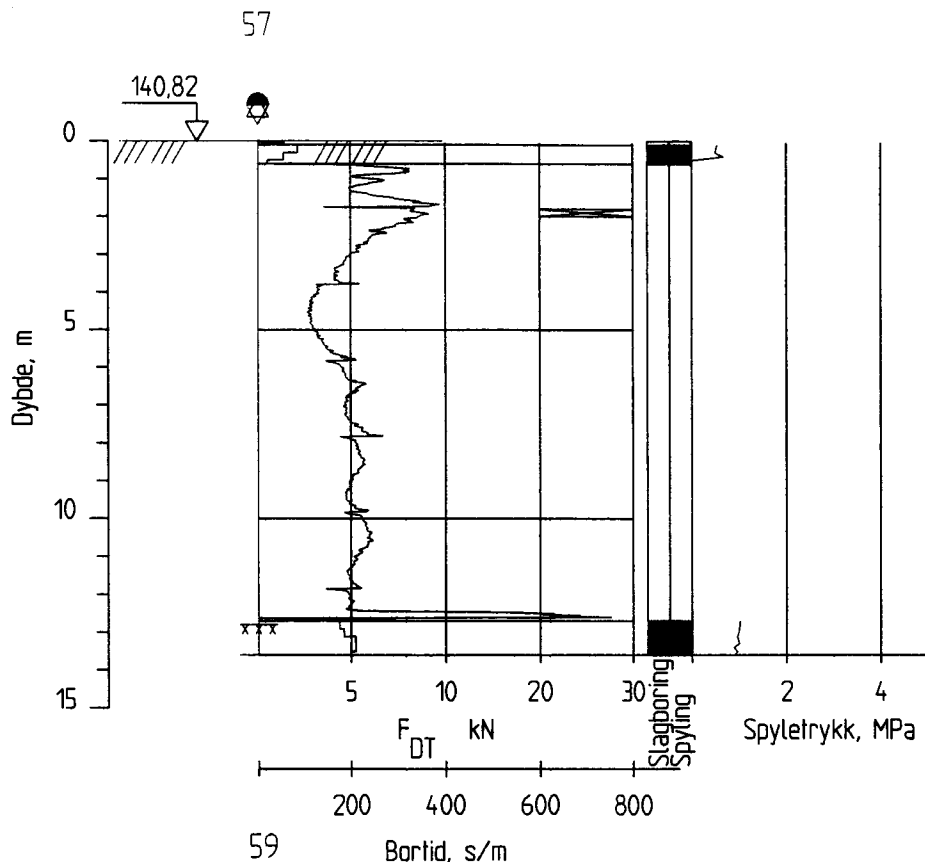 57
140,82
0
5
10
15
Dybde, m
5 10 20 30
F_DT kN
Slagboring
Spyling
2 4
Spyletrykk, MPa
200 400 600 800
Bortid, s/m
59